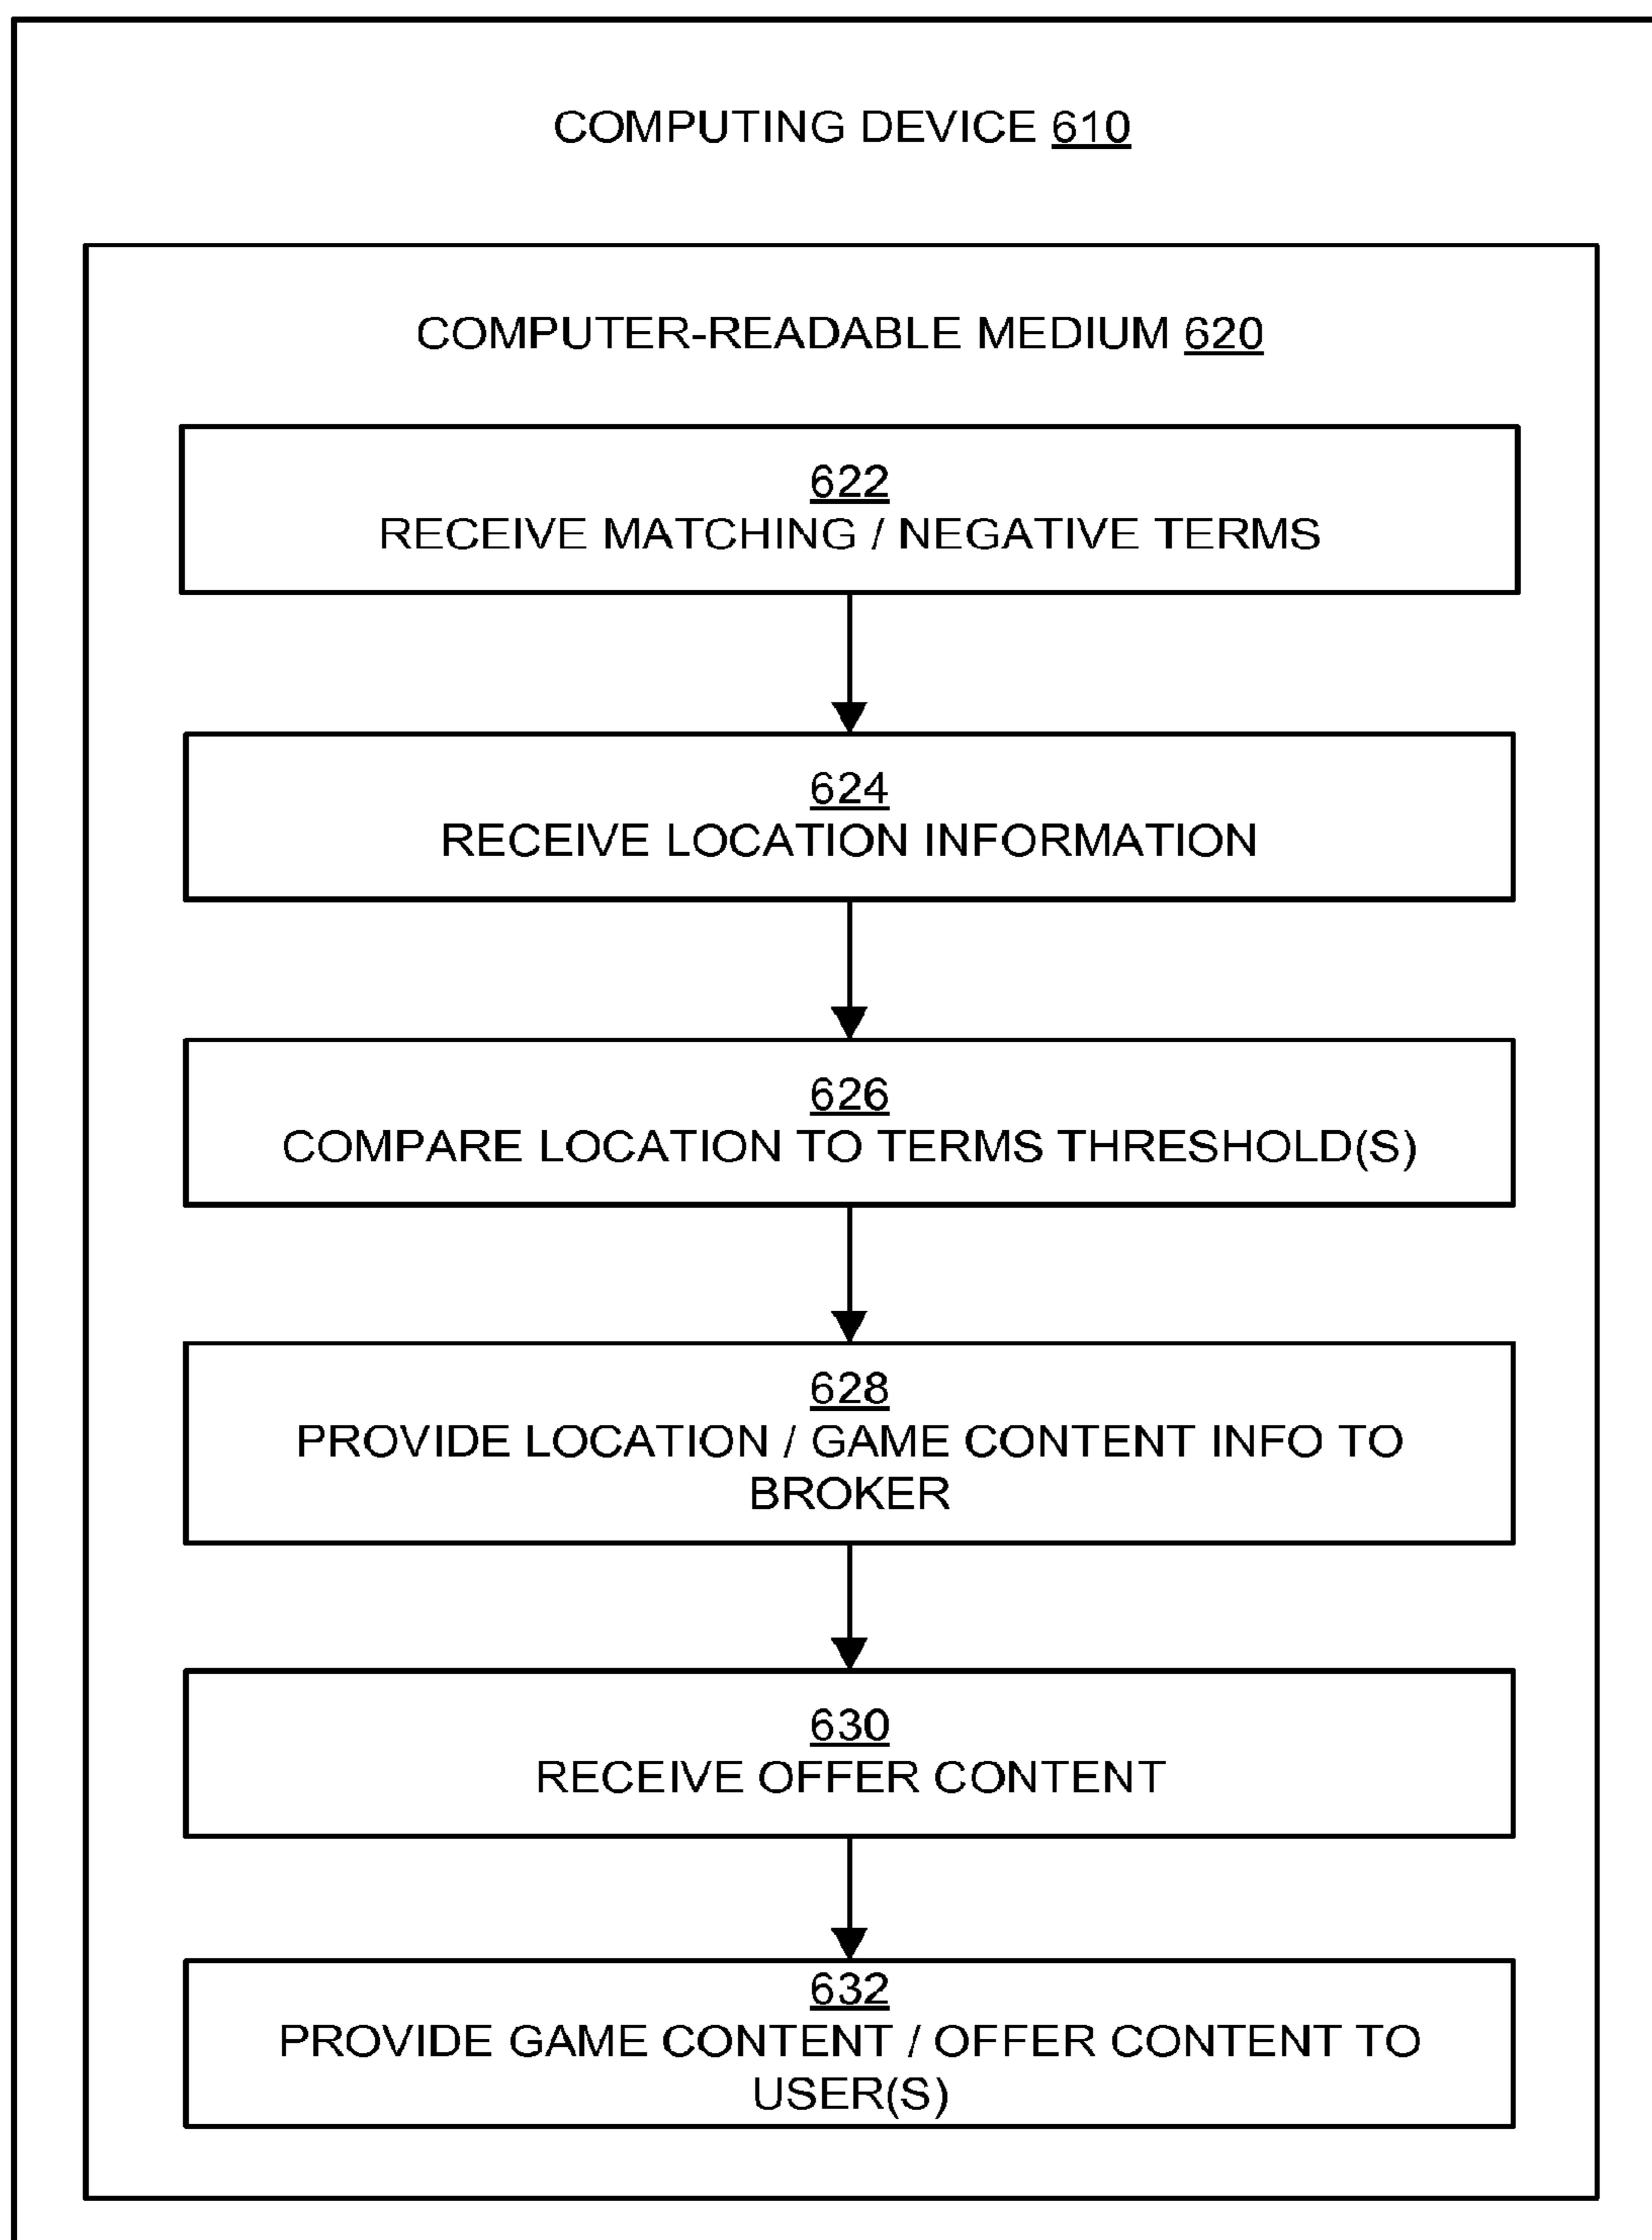 COMPUTING DEVICE 610
COMPUTER-READABLE MEDIUM 620
622
RECEIVE MATCHING / NEGATIVE TERMS
624
RECEIVE LOCATION INFORMATION
626
COMPARE LOCATION TO TERMS THRESHOLD(S)
628
PROVIDE LOCATION / GAME CONTENT INFO TO
BROKER
630
RECEIVE OFFER CONTENT
632
PROVIDE GAME CONTENT / OFFER CONTENT TO
USER(S)